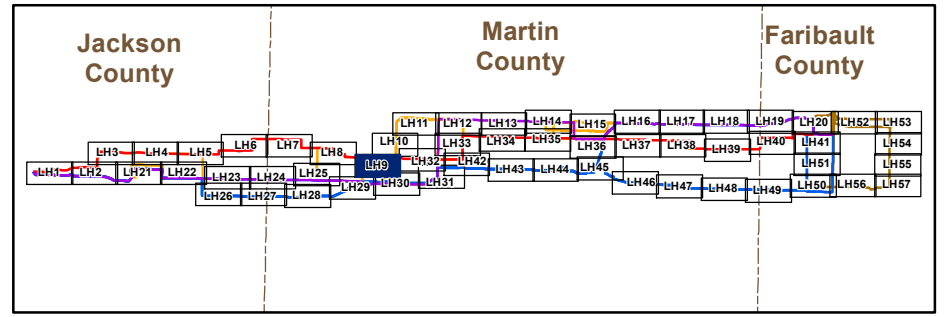 Jackson
County
Martin
County
Faribault
County
LH11 LH12 LH13 LH14 LH15 LH16 LH17 LH18 LH19 LH20 LH52 LH53
LH3 LH4 LH5 LH6 LH7 LH8 LH10 LH33 LH34 LH35 LH36 LH37 LH38 LH39 LH40 LH41 LH54
LH1 LH2 LH21 LH22 LH23 LH24 LH25 LH9 LH32 LH42 LH43 LH44 LH45 LH51 LH55
LH26 LH27 LH28 LH29 LH30 LH31 LH46 LH47 LH48 LH49 LH50 LH56 LH57